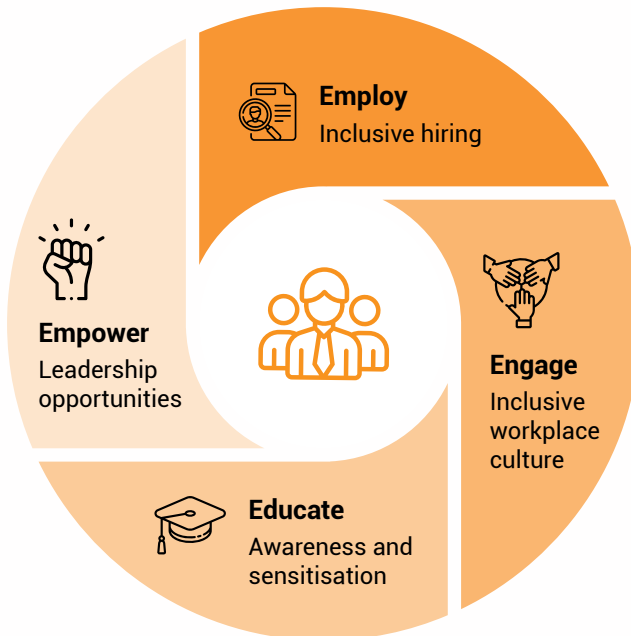 Employ
Inclusive hiring
Engage
Inclusive
workplace
culture
Educate
Awareness and
sensitisation
Empower
Leadership
opportunities